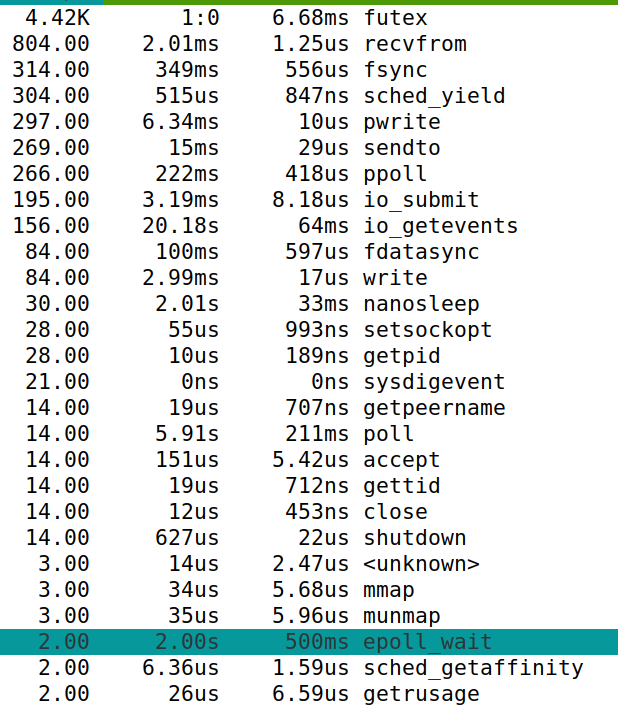 4.42K 1:0 6.68ms futex
804.00 2.01ms 1.25us recvfrom
314.00 349ms 556us fsync
304.00 515us 847ns sched_yield
297.00 6.34ms 10us pwrite
269.00 15ms 29us sendto
266.00 222ms 418us ppoll
195.00 3.19ms 8.18us io_submit
156.00 20.18s 64ms io_getevents
84.00 100ms 597us fdatasync
84.00 2.99ms 17us write
30.00 2.01s 33ms nanosleep
28.00 55us 993ns setsockopt
28.00 10us 189ns getpid
21.00 0ns 0ns sysdigevent
14.00 19us 707ns getpeername
14.00 5.91s 211ms poll
14.00 151us 5.42us accept
14.00 19us 712ns gettid
14.00 12us 453ns close
14.00 627us 22us shutdown
3.00 14us 2.47us <unknown>
3.00 34us 5.68us mmap
3.00 35us 5.96us munmap
2.00 2.00s 500ms epoll_wait
2.00 6.36us 1.59us sched_getaffinity
2.00 26us 6.59us getrusage